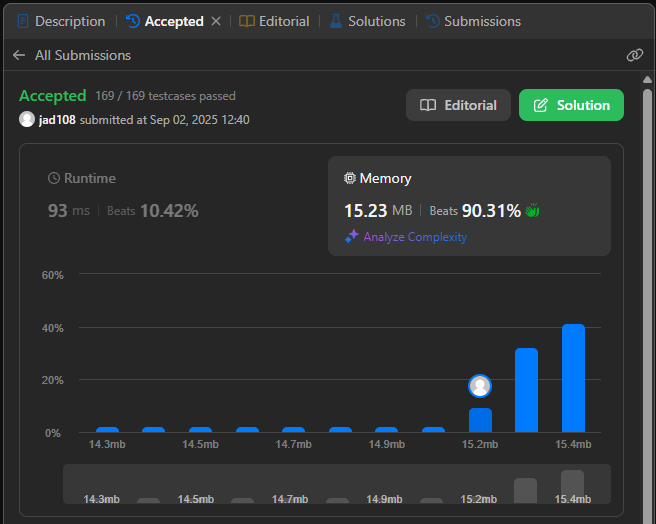 Description Accepted Editorial Solutions Submissions
All Submissions
Accepted 169 / 169 testcases passed
jad108 submitted at Sep 02, 2025 12:40
Editorial
Solution
Runtime
93 ms Beats 10.42%
Memory
15.23 MB Beats 90.31%
Analyze Complexity
60%
40%
20%
0%
14.3mb 14.5mb 14.7mb 14.9mb 15.2mb 15.4mb
14.3mb 14.5mb 14.7mb 14.9mb 15.2mb 15.4mb